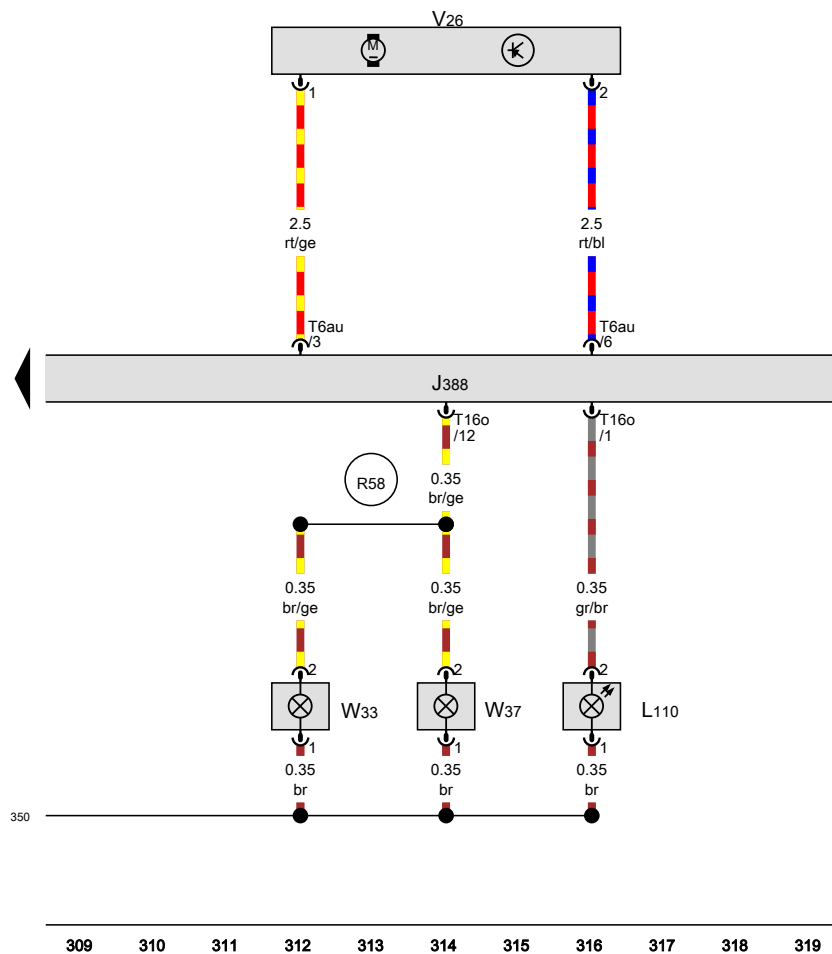 V26
M
1 2
2.5 2.5
rt/ge rt/bl
T6au T6au
/3 /6
J388
T16o T16o
/12 /1
R58
0.35
br/ge
0.35 0.35 0.35
br/ge br/ge gr/br
2 2 2
W33 W37 L110
1 1 1
0.35 0.35 0.35
br br br
350
309 310 311 312 313 314 315 316 317 318 319